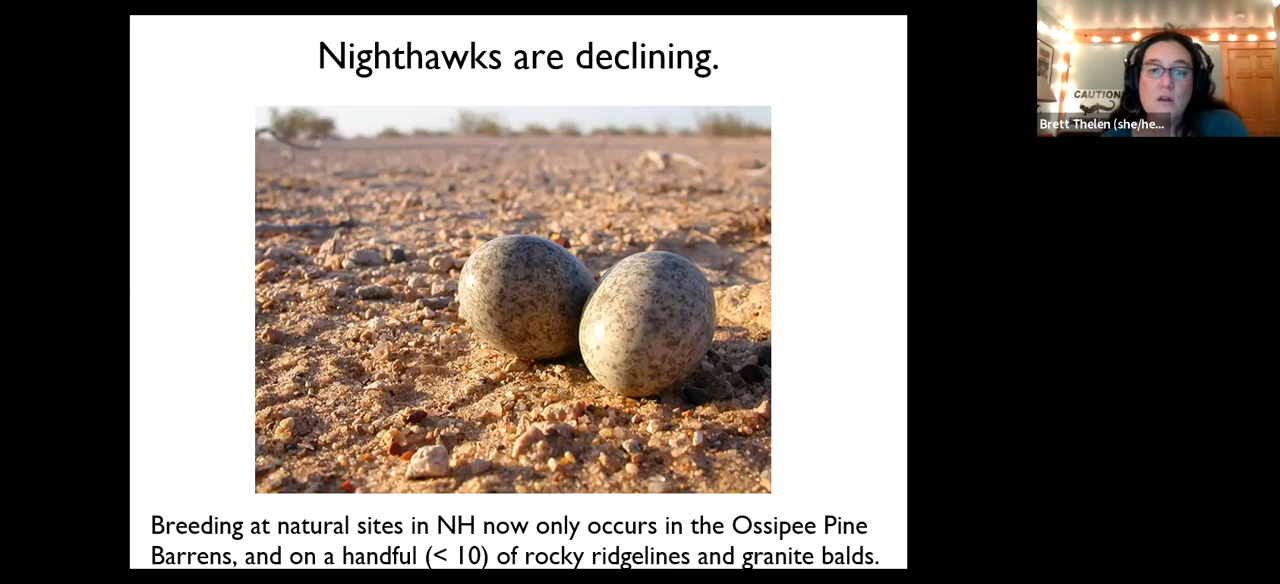 Nighthawks are declining.
Breeding at natural sites in NH now only occurs in the Ossipee Pine
Barrens, and on a handful (< 10) of rocky ridgelines and granite balds.
CAUTION
Brett Thelen (she/he...